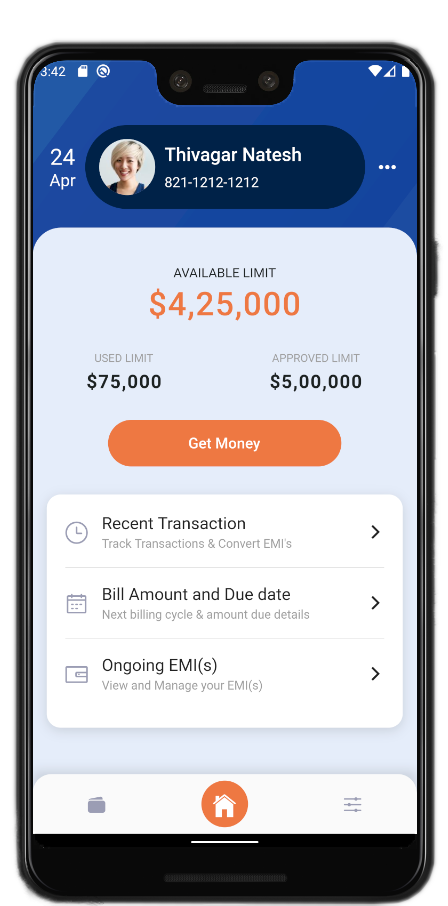 3:42
24
Apr
Thivagar Natesh
821-1212-1212
AVAILABLE LIMIT
$4,25,000
USED LIMIT
APPROVED LIMIT
$75,000
$5,00,000
Get Money
Recent Transaction
Track Transactions & Convert EMI's
Bill Amount and Due date
Next billing cycle & amount due details
Ongoing EMI(s)
View and Manage your EMI(s)